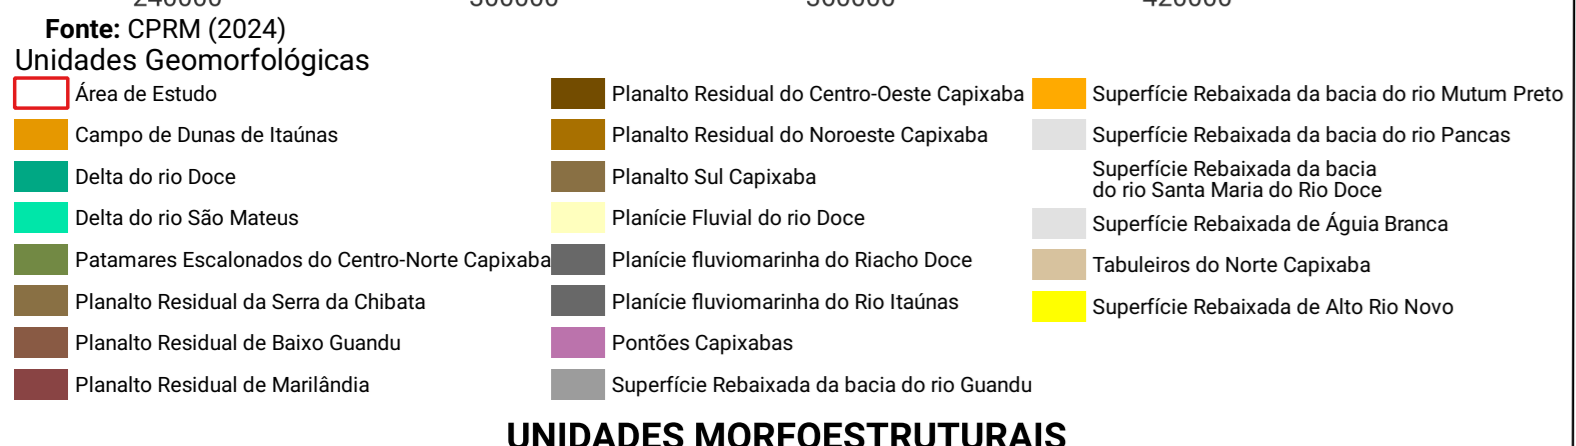 240000 300000 360000 420000
Fonte: CPRM (2024)
Unidades Geomorfológicas
Área de Estudo
Campo de Dunas de Itaúnas
Delta do rio Doce
Delta do rio São Mateus
Patamares Escalonados do Centro-Norte Capixaba
Planalto Residual da Serra da Chibata
Planalto Residual de Baixo Guandu
Planalto Residual de Marilândia
Planalto Residual do Centro-Oeste Capixaba
Planalto Residual do Noroeste Capixaba
Planalto Sul Capixaba
Planície Fluvial do rio Doce
Planície fluviomarinha do Riacho Doce
Planície fluviomarinha do Rio Itaúnas
Pontões Capixabas
Superfície Rebaixada da bacia do rio Guandu
Superfície Rebaixada da bacia do rio Mutum Preto
Superfície Rebaixada da bacia do rio Pancas
Superfície Rebaixada da bacia
do rio Santa Maria do Rio Doce
Superfície Rebaixada de Águia Branca
Tabuleiros do Norte Capixaba
Superfície Rebaixada de Alto Rio Novo
UNIDADES MORFOESTRUTURAIS